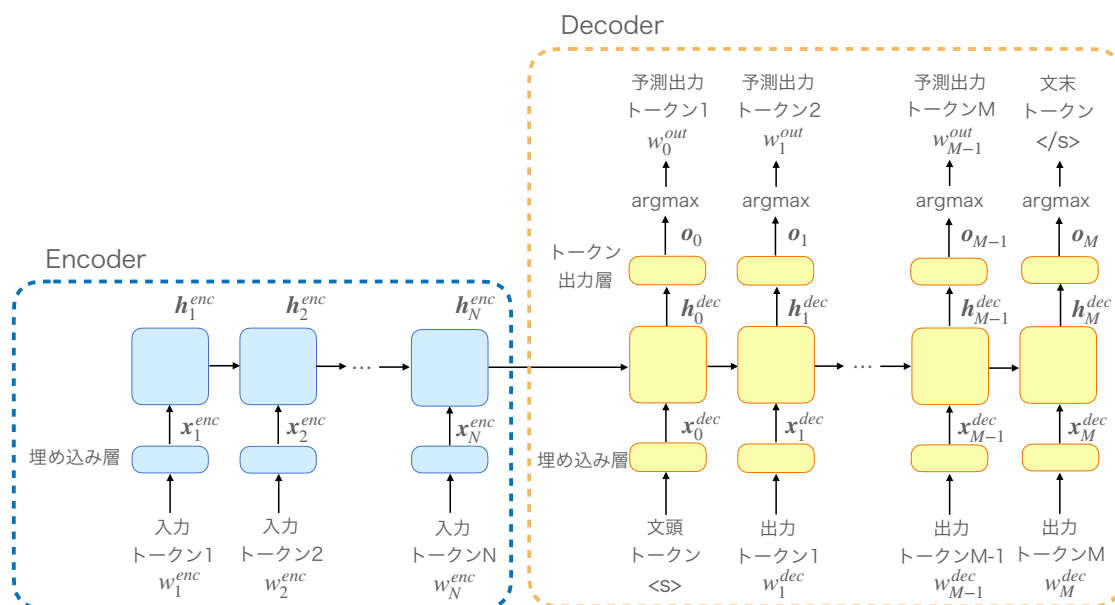 Decoder
予測出力 予測出力 予測出力 文末
トークン1 トークン2 トークンM トークン
w_0^{out} w_1^{out} w_{M-1}^{out} </s>
argmax argmax argmax argmax
o_0 o_1 o_{M-1} o_M
トークン
出力層
Encoder
h_1^{enc} h_2^{enc} h_N^{enc} h_0^{dec} h_1^{dec} h_{M-1}^{dec} h_M^{dec}
... ...
x_1^{enc} x_2^{enc} x_N^{enc} x_0^{dec} x_1^{dec} x_{M-1}^{dec} x_M^{dec}
埋め込み層 埋め込み層
入力 入力 入力 文頭 出力 出力 出力
トークン1 トークン2 トークンN トークン トークン1 トークンM-1 トークンM
w_1^{enc} w_2^{enc} w_N^{enc} <s> w_1^{dec} w_{M-1}^{dec} w_M^{dec}